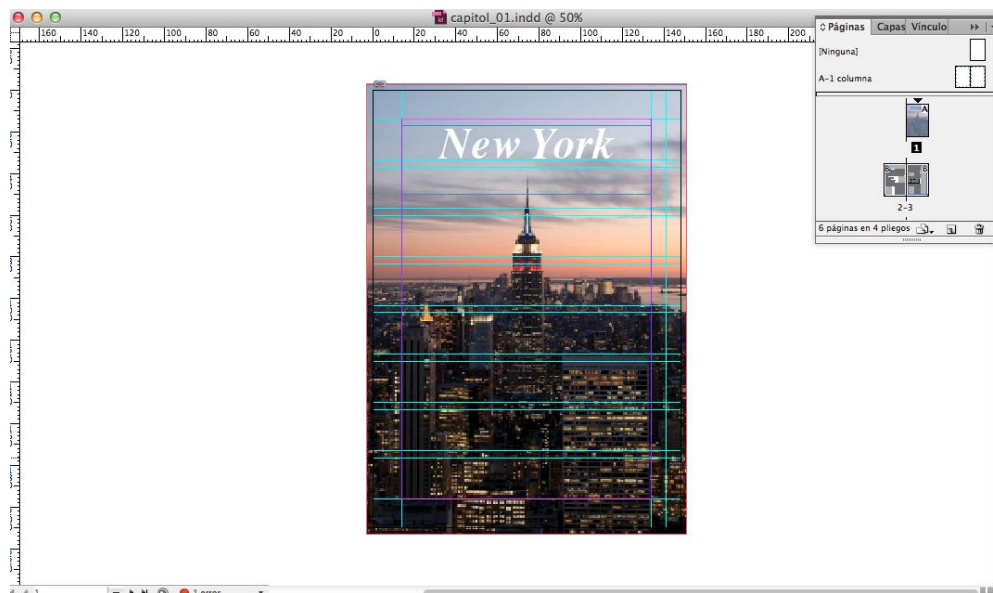 capitol_01.indd @ 50%
160 140 120 100 80 60 40 20 0 20 40 60 80 100 120 140 160 180 200
Páginas Capas Vínculo
[Ninguna]
A-1 columna
A
1
2-3
6 páginas en 4 pliegos
New York
1 error